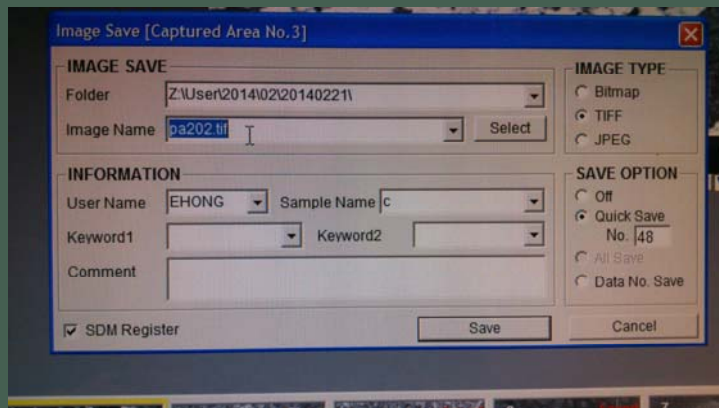 Image Save [Captured Area No.3]
IMAGE SAVE
Folder Z:\User\2014\02\20140221\
Image Name pa202.tif Select
IMAGE TYPE
Bitmap
TIFF
JPEG
INFORMATION
User Name EHONG Sample Name c
Keyword1 Keyword2
Comment
SAVE OPTION
Off
Quick Save
No. 48
All Save
Data No. Save
SDM Register Save Cancel